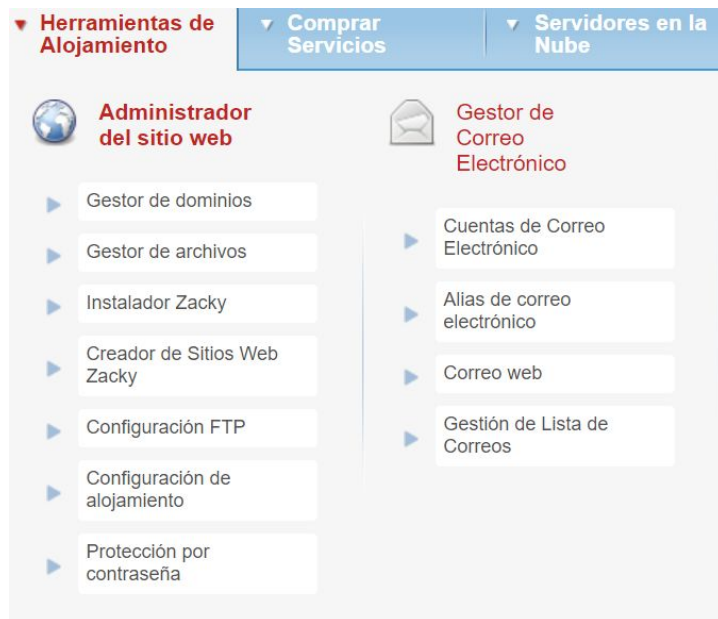 Herramientas de
Alojamiento
Comprar
Servicios
Servidores en la
Nube
Administrador
del sitio web
Gestor de dominios
Gestor de archivos
Instalador Zacky
Creador de Sitios Web
Zacky
Configuración FTP
Configuración de
alojamiento
Protección por
contraseña
Gestor de
Correo
Electrónico
Cuentas de Correo
Electrónico
Alias de correo
electrónico
Correo web
Gestión de Lista de
Correos